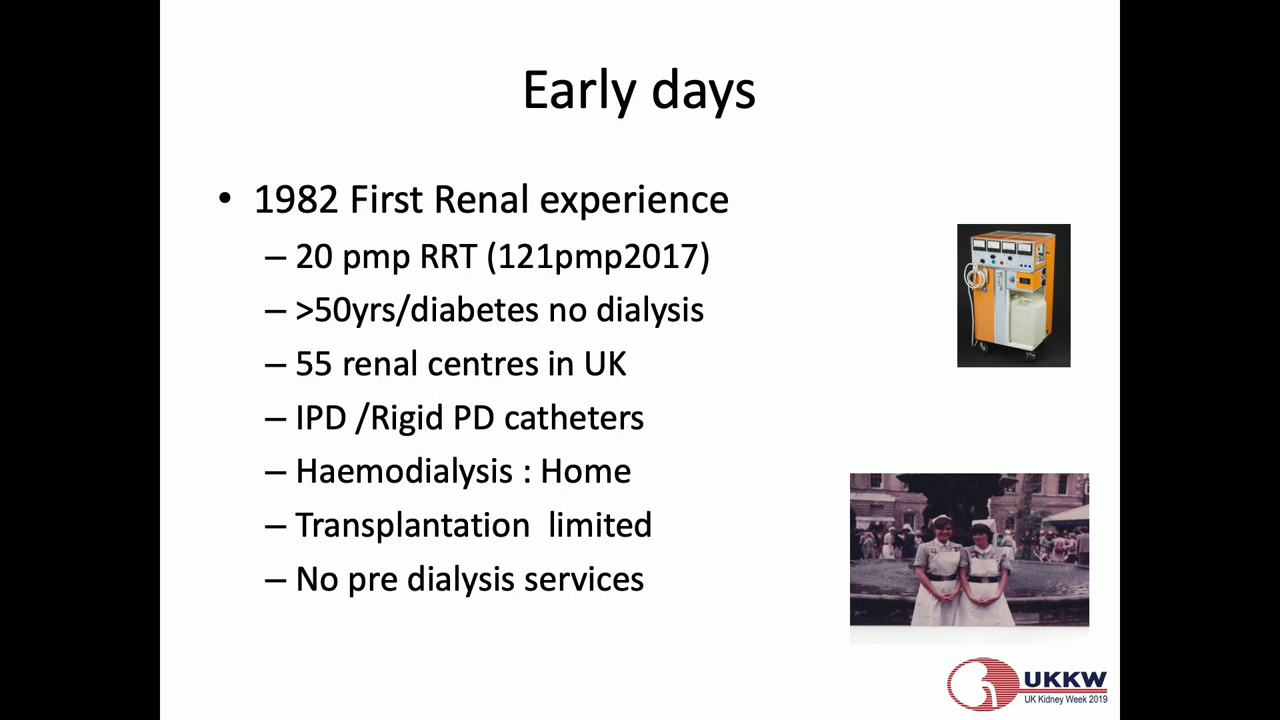 Early days
• 1982 First Renal experience
– 20 pmp RRT (121pmp2017)
– >50yrs/diabetes no dialysis
– 55 renal centres in UK
– IPD /Rigid PD catheters
– Haemodialysis : Home
– Transplantation  limited
– No pre dialysis services
UKKW
UK Kidney Week 2019